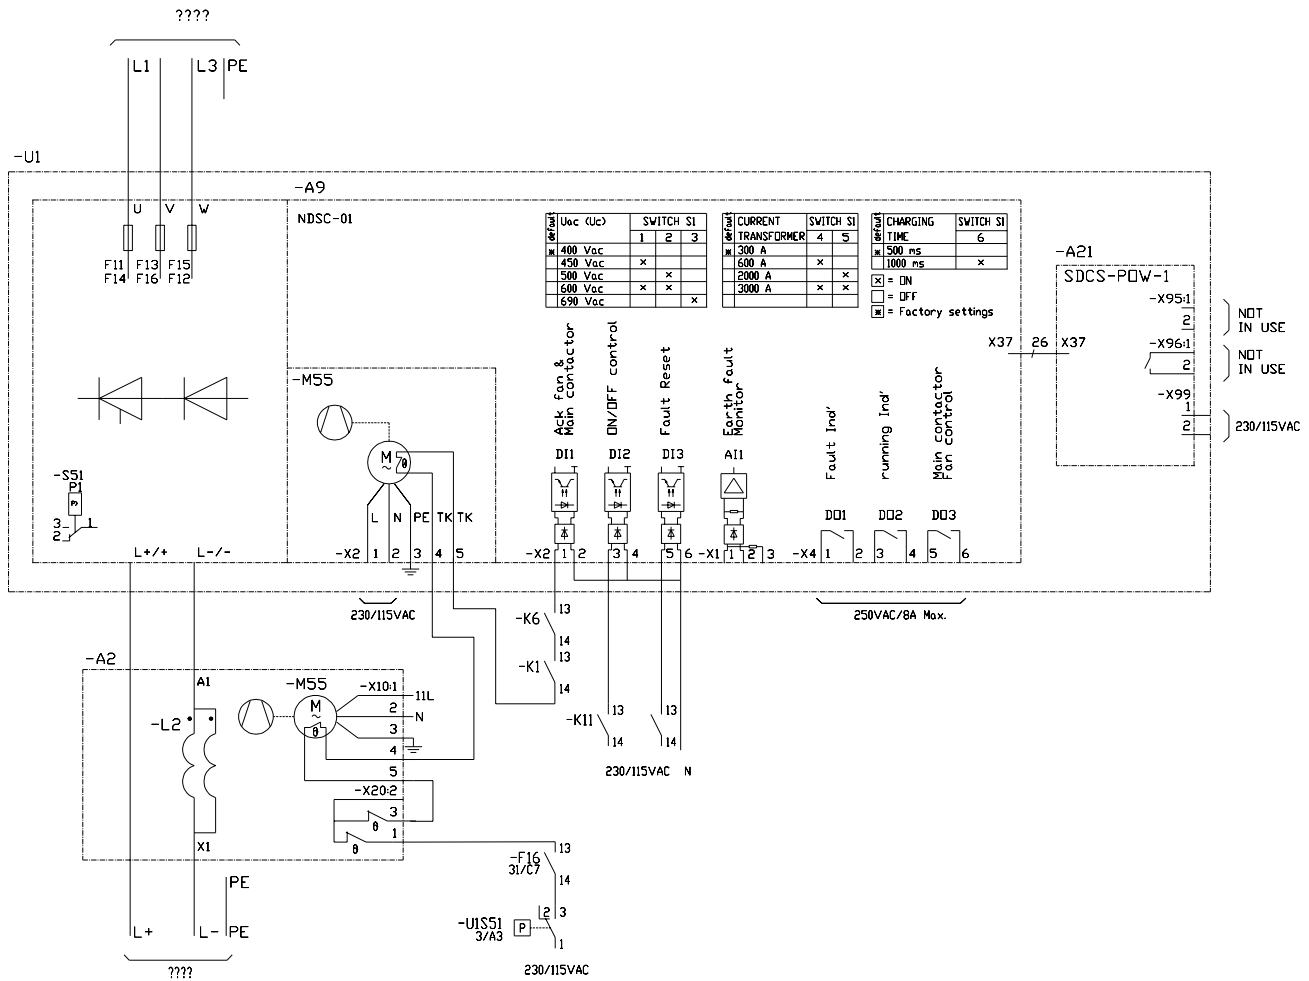 ????
L1
L3
PE
-U1
-A9
NDSC-01
U
V
W
F11
F14
F13
F16
F15
F12
default
Uac (Uc)
SWITCH S1
1 2 3
* 400 Vac
450 Vac ×
500 Vac ×
600 Vac × ×
690 Vac ×
default
CURRENT
TRANSFORMER
SWITCH S1
4 5
* 300 A
600 A ×
2000 A ×
3000 A × ×
default
CHARGING
TIME
SWITCH S1
6
* 500 ms
1000 ms ×
× = ON
= OFF
* = Factory settings
-A21
SDCS-POW-1
-X95:1
2
NOT
IN USE
-X96:1
2
NOT
IN USE
-X99
1
2
230/115VAC
X37
26
X37
-M55
M
~
θ
L
N
PE
TK
TK
-X2
1
2
3
4
5
230/115VAC
-S51
P1
3
2
1
L+/+
L-/-
Ack fan &
Main contactor
ON/OFF control
Fault Reset
Earth fault
Monitor
Fault Ind'
running Ind'
Main contactor
Fan control
DI1
DI2
DI3
AI1
DO1
DO2
DO3
-X2
1
2
3
4
5
6
-X1
1
2
3
-X4
1
2
3
4
5
6
250VAC/8A Max.
-K6
13
14
-K1
13
14
-K11
13
14
13
14
230/115VAC N
-A2
A1
-L2
X1
-M55
M
~
θ
-X10:1
11L
2
N
3
4
5
-X20:2
3
θ
1
θ
-F16
31/C7
13
14
-U1S51
3/A3
P
2
3
1
230/115VAC
PE
L+
L-
PE
????